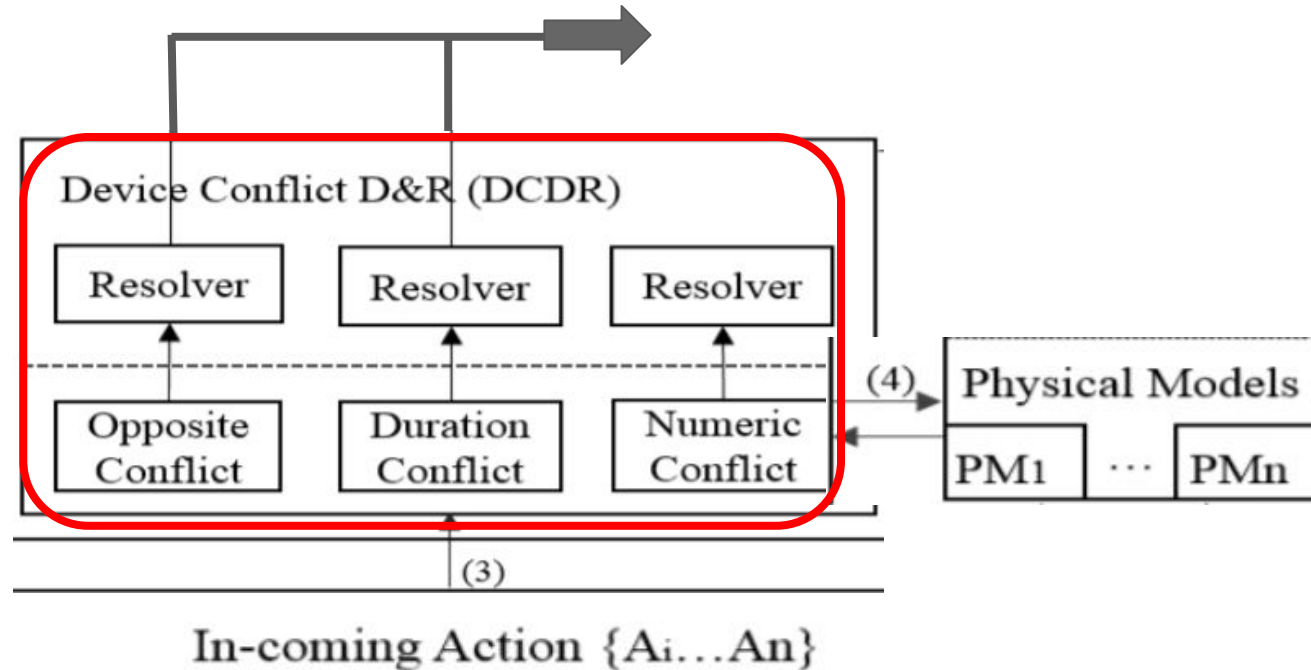 Device Conflict D&R (DCDR)
Resolver
Resolver
Resolver
Opposite
Conflict
Duration
Conflict
Numeric
Conflict
(4)
Physical Models
PM1
...
PMn
(3)
In-coming Action {Ai...An}